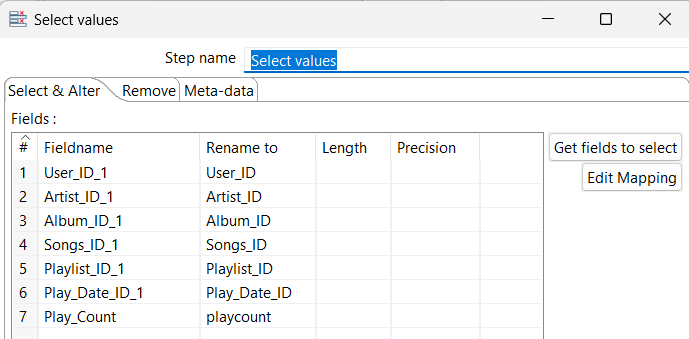 Select values
Step name Select values
Select & Alter Remove Meta-data
Fields :
# Fieldname Rename to Length Precision
1 User_ID_1 User_ID
2 Artist_ID_1 Artist_ID
3 Album_ID_1 Album_ID
4 Songs_ID_1 Songs_ID
5 Playlist_ID_1 Playlist_ID
6 Play_Date_ID_1 Play_Date_ID
7 Play_Count playcount
Get fields to select
Edit Mapping